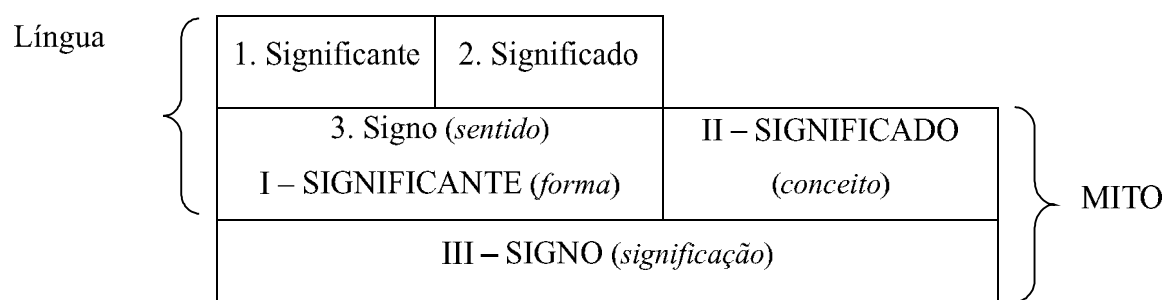 Língua
1. Significante
2. Significado
3. Signo (sentido)
I – SIGNIFICANTE (forma)
II – SIGNIFICADO
(conceito)
MITO
III – SIGNO (significação)